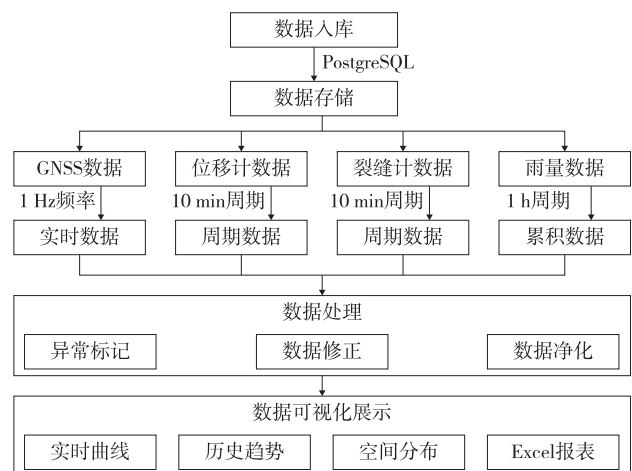 数据入库
PostgreSQL
数据存储
GNSS数据 位移计数据 裂缝计数据 雨量数据
1 Hz频率 10 min周期 10 min周期 1 h周期
实时数据 周期数据 周期数据 累积数据
数据处理
异常标记 数据修正 数据净化
数据可视化展示
实时曲线 历史趋势 空间分布 Excel报表